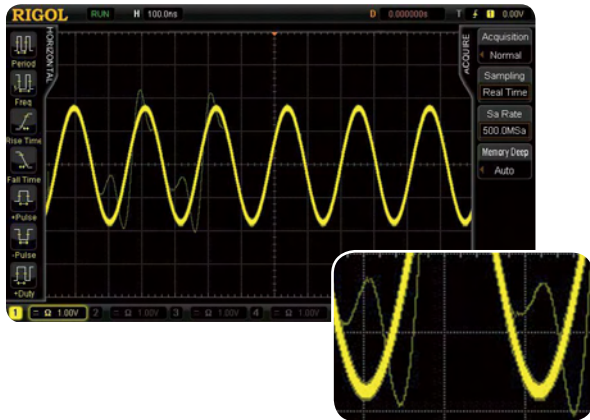 RIGOL RUN H 100.0ns D 0.000000s T 1 0.00V
HORIZONTAL
Period
Freq
Rise Time
Fall Time
+Pulse
-Pulse
+Duty
ACQUIRE
Acquisition
Normal
Sampling
Real Time
Sa Rate
500.0MSa
Memory Deep
Auto
1 = Ω 1.00V 2 = Ω 1.00V 3 = Ω 1.00V 4 = Ω 1.00V